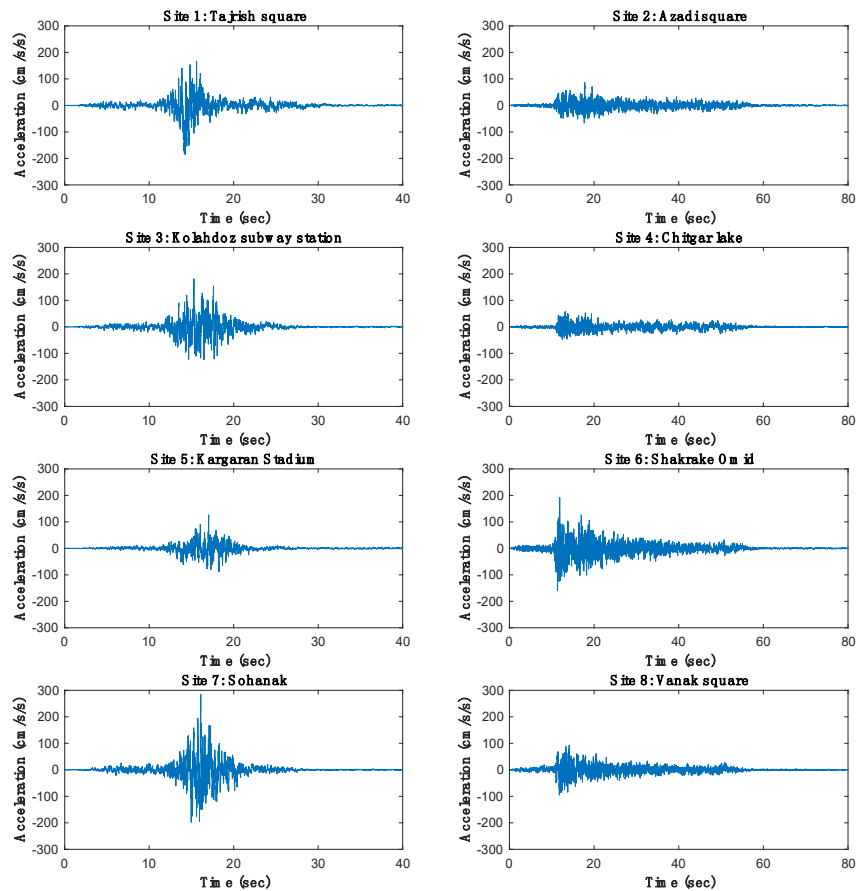 Site 1: Tajrish square
Acceleration (cm/s/s)
300
200
100
0
-100
-200
-300
0 10 20 30 40
Time (sec)
Site 2: Azadi square
Acceleration (cm/s/s)
300
200
100
0
-100
-200
-300
0 20 40 60 80
Time (sec)
Site 3: Kolahdoz subway station
Acceleration (cm/s/s)
300
200
100
0
-100
-200
-300
0 10 20 30 40
Time (sec)
Site 4: Chitgar lake
Acceleration (cm/s/s)
300
200
100
0
-100
-200
-300
0 20 40 60 80
Time (sec)
Site 5: Kargaran Stadium
Acceleration (cm/s/s)
300
200
100
0
-100
-200
-300
0 10 20 30 40
Time (sec)
Site 6: Shakrake Omid
Acceleration (cm/s/s)
300
200
100
0
-100
-200
-300
0 20 40 60 80
Time (sec)
Site 7: Sohanak
Acceleration (cm/s/s)
300
200
100
0
-100
-200
-300
0 10 20 30 40
Time (sec)
Site 8: Vanak square
Acceleration (cm/s/s)
300
200
100
0
-100
-200
-300
0 20 40 60 80
Time (sec)